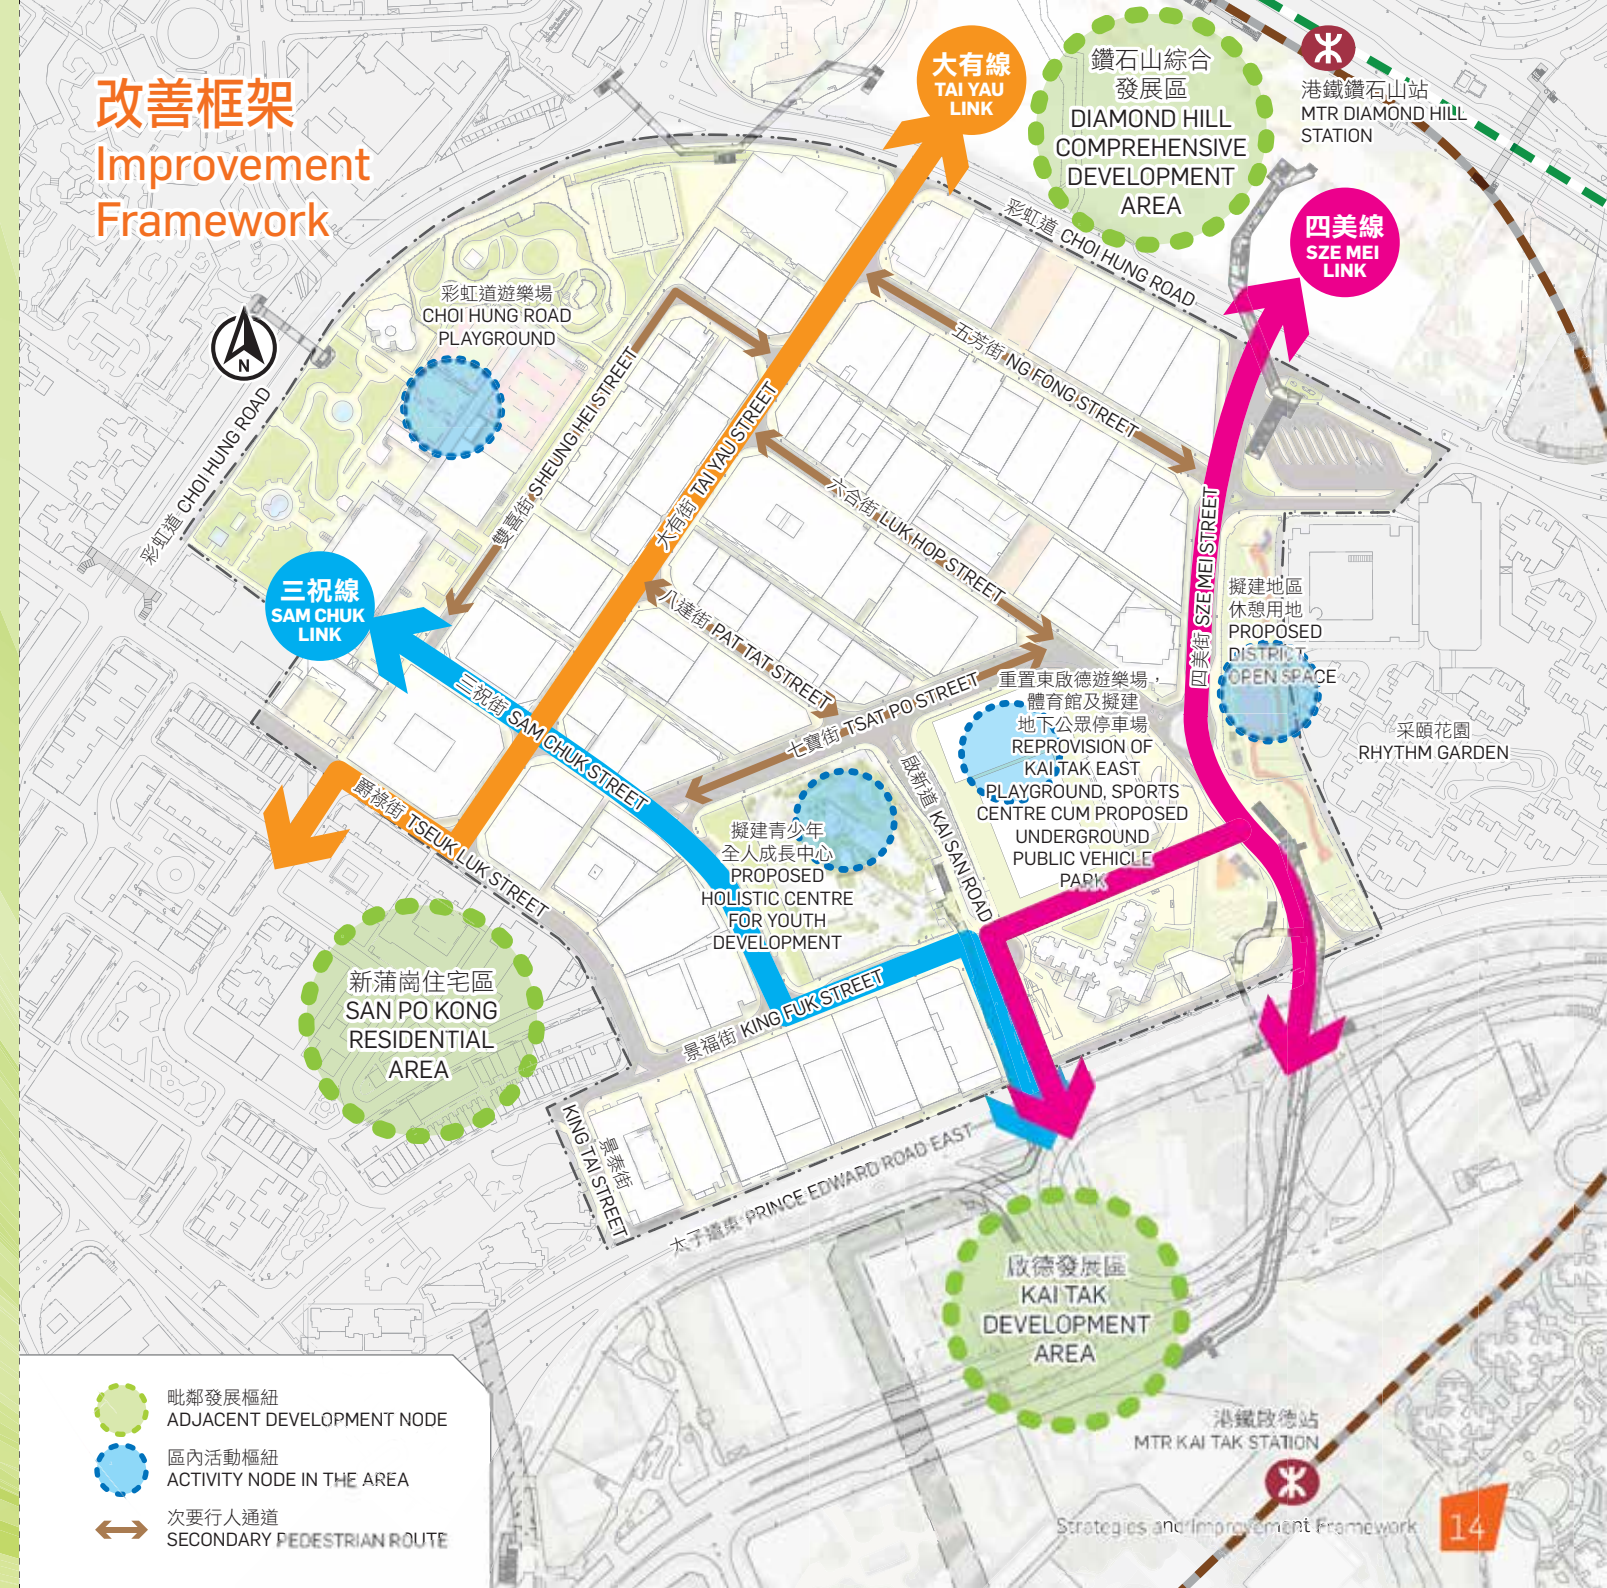 改善框架
Improvement
Framework
大有線
TAI YAU
LINK
鑽石山綜合
發展區
DIAMOND HILL
COMPREHENSIVE
DEVELOPMENT
AREA
港鐵鑽石山站
MTR DIAMOND HILL
STATION
四美線
SZE MEI
LINK
彩虹道 CHOI HUNG ROAD
彩虹道遊樂場
CHOI HUNG ROAD
PLAYGROUND
N
彩虹道 CHOI HUNG ROAD
雙喜街 SHEUNG HEI STREET
大有街 TAI YAU STREET
五芳街 NG FONG STREET
六合街 LUK HOP STREET
四美街 SZE MEI STREET
三祝線
SAM CHUK
LINK
八達街 PAT TAT STREET
三祝街 SAM CHUK STREET
七寶街 TSAT PO STREET
擬建地區
休憩用地
PROPOSED
DISTRICT
OPEN SPACE
重置東啟德遊樂場，
體育館及擬建
地下公眾停車場
REPROVISION OF
KAI TAK EAST
PLAYGROUND, SPORTS
CENTRE CUM PROPOSED
UNDERGROUND
PUBLIC VEHICLE
PARK
采頤花園
RHYTHM GARDEN
爵祿街 TSEUK LUK STREET
啟新道 KAI SAN ROAD
擬建青少年
全人成長中心
PROPOSED
HOLISTIC CENTRE
FOR YOUTH
DEVELOPMENT
新蒲崗住宅區
SAN PO KONG
RESIDENTIAL
AREA
景福街 KING FUK STREET
景泰街
KING TAI STREET
太子道東 PRINCE EDWARD ROAD EAST
啟德發展區
KAI TAK
DEVELOPMENT
AREA
港鐵啟德站
MTR KAI TAK STATION
毗鄰發展樞紐
ADJACENT DEVELOPMENT NODE
區內活動樞紐
ACTIVITY NODE IN THE AREA
次要行人通道
SECONDARY PEDESTRIAN ROUTE
Strategies and Improvement Framework 14